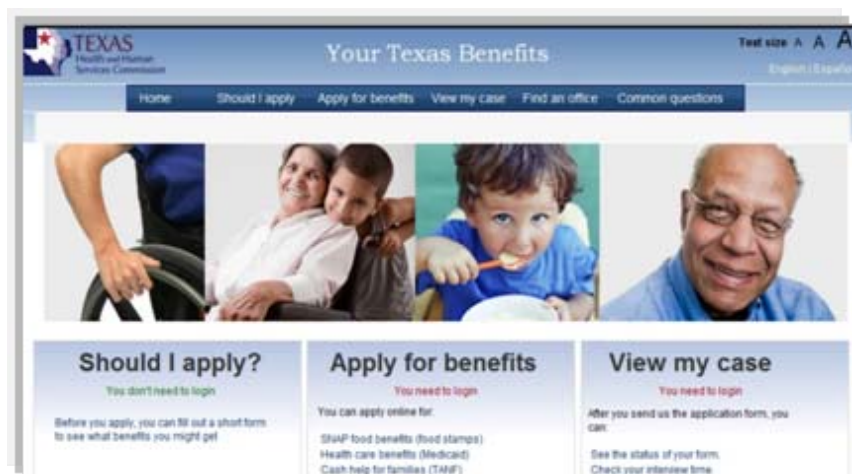 TEXAS
Health and Human
Services Commission
Your Texas Benefits
Text size A A A
English | Español
Home Should I apply Apply for benefits View my case Find an office Common questions
Should I apply?
You don't need to login
Before you apply, you can fill out a short form
to see what benefits you might get
Apply for benefits
You need to login
You can apply online for:
SNAP food benefits (food stamps)
Health care benefits (Medicaid)
Cash help for families (TANF)
View my case
You need to login
After you send us the application form, you
can:
See the status of your form.
Check your interview time